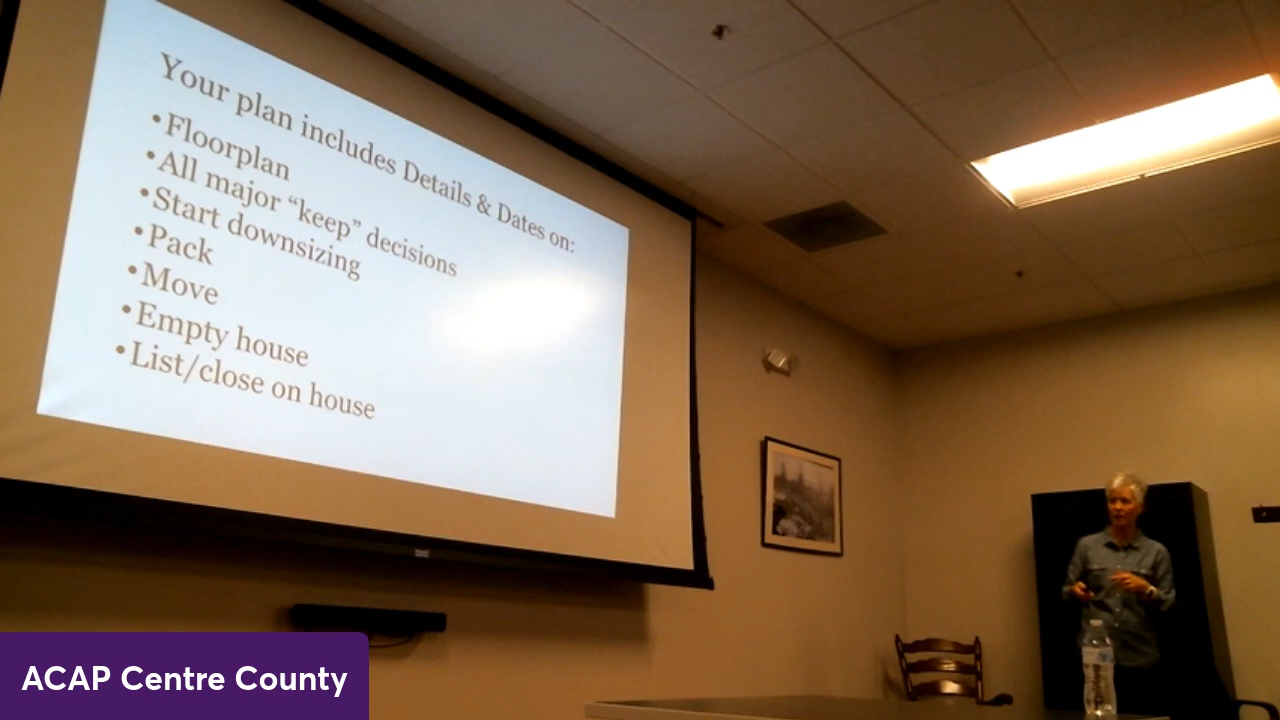 Your plan includes Details & Dates on:
•Floorplan
•All major “keep” decisions
•Start downsizing
•Pack
•Move
•Empty house
•List/close on house
ACAP Centre County